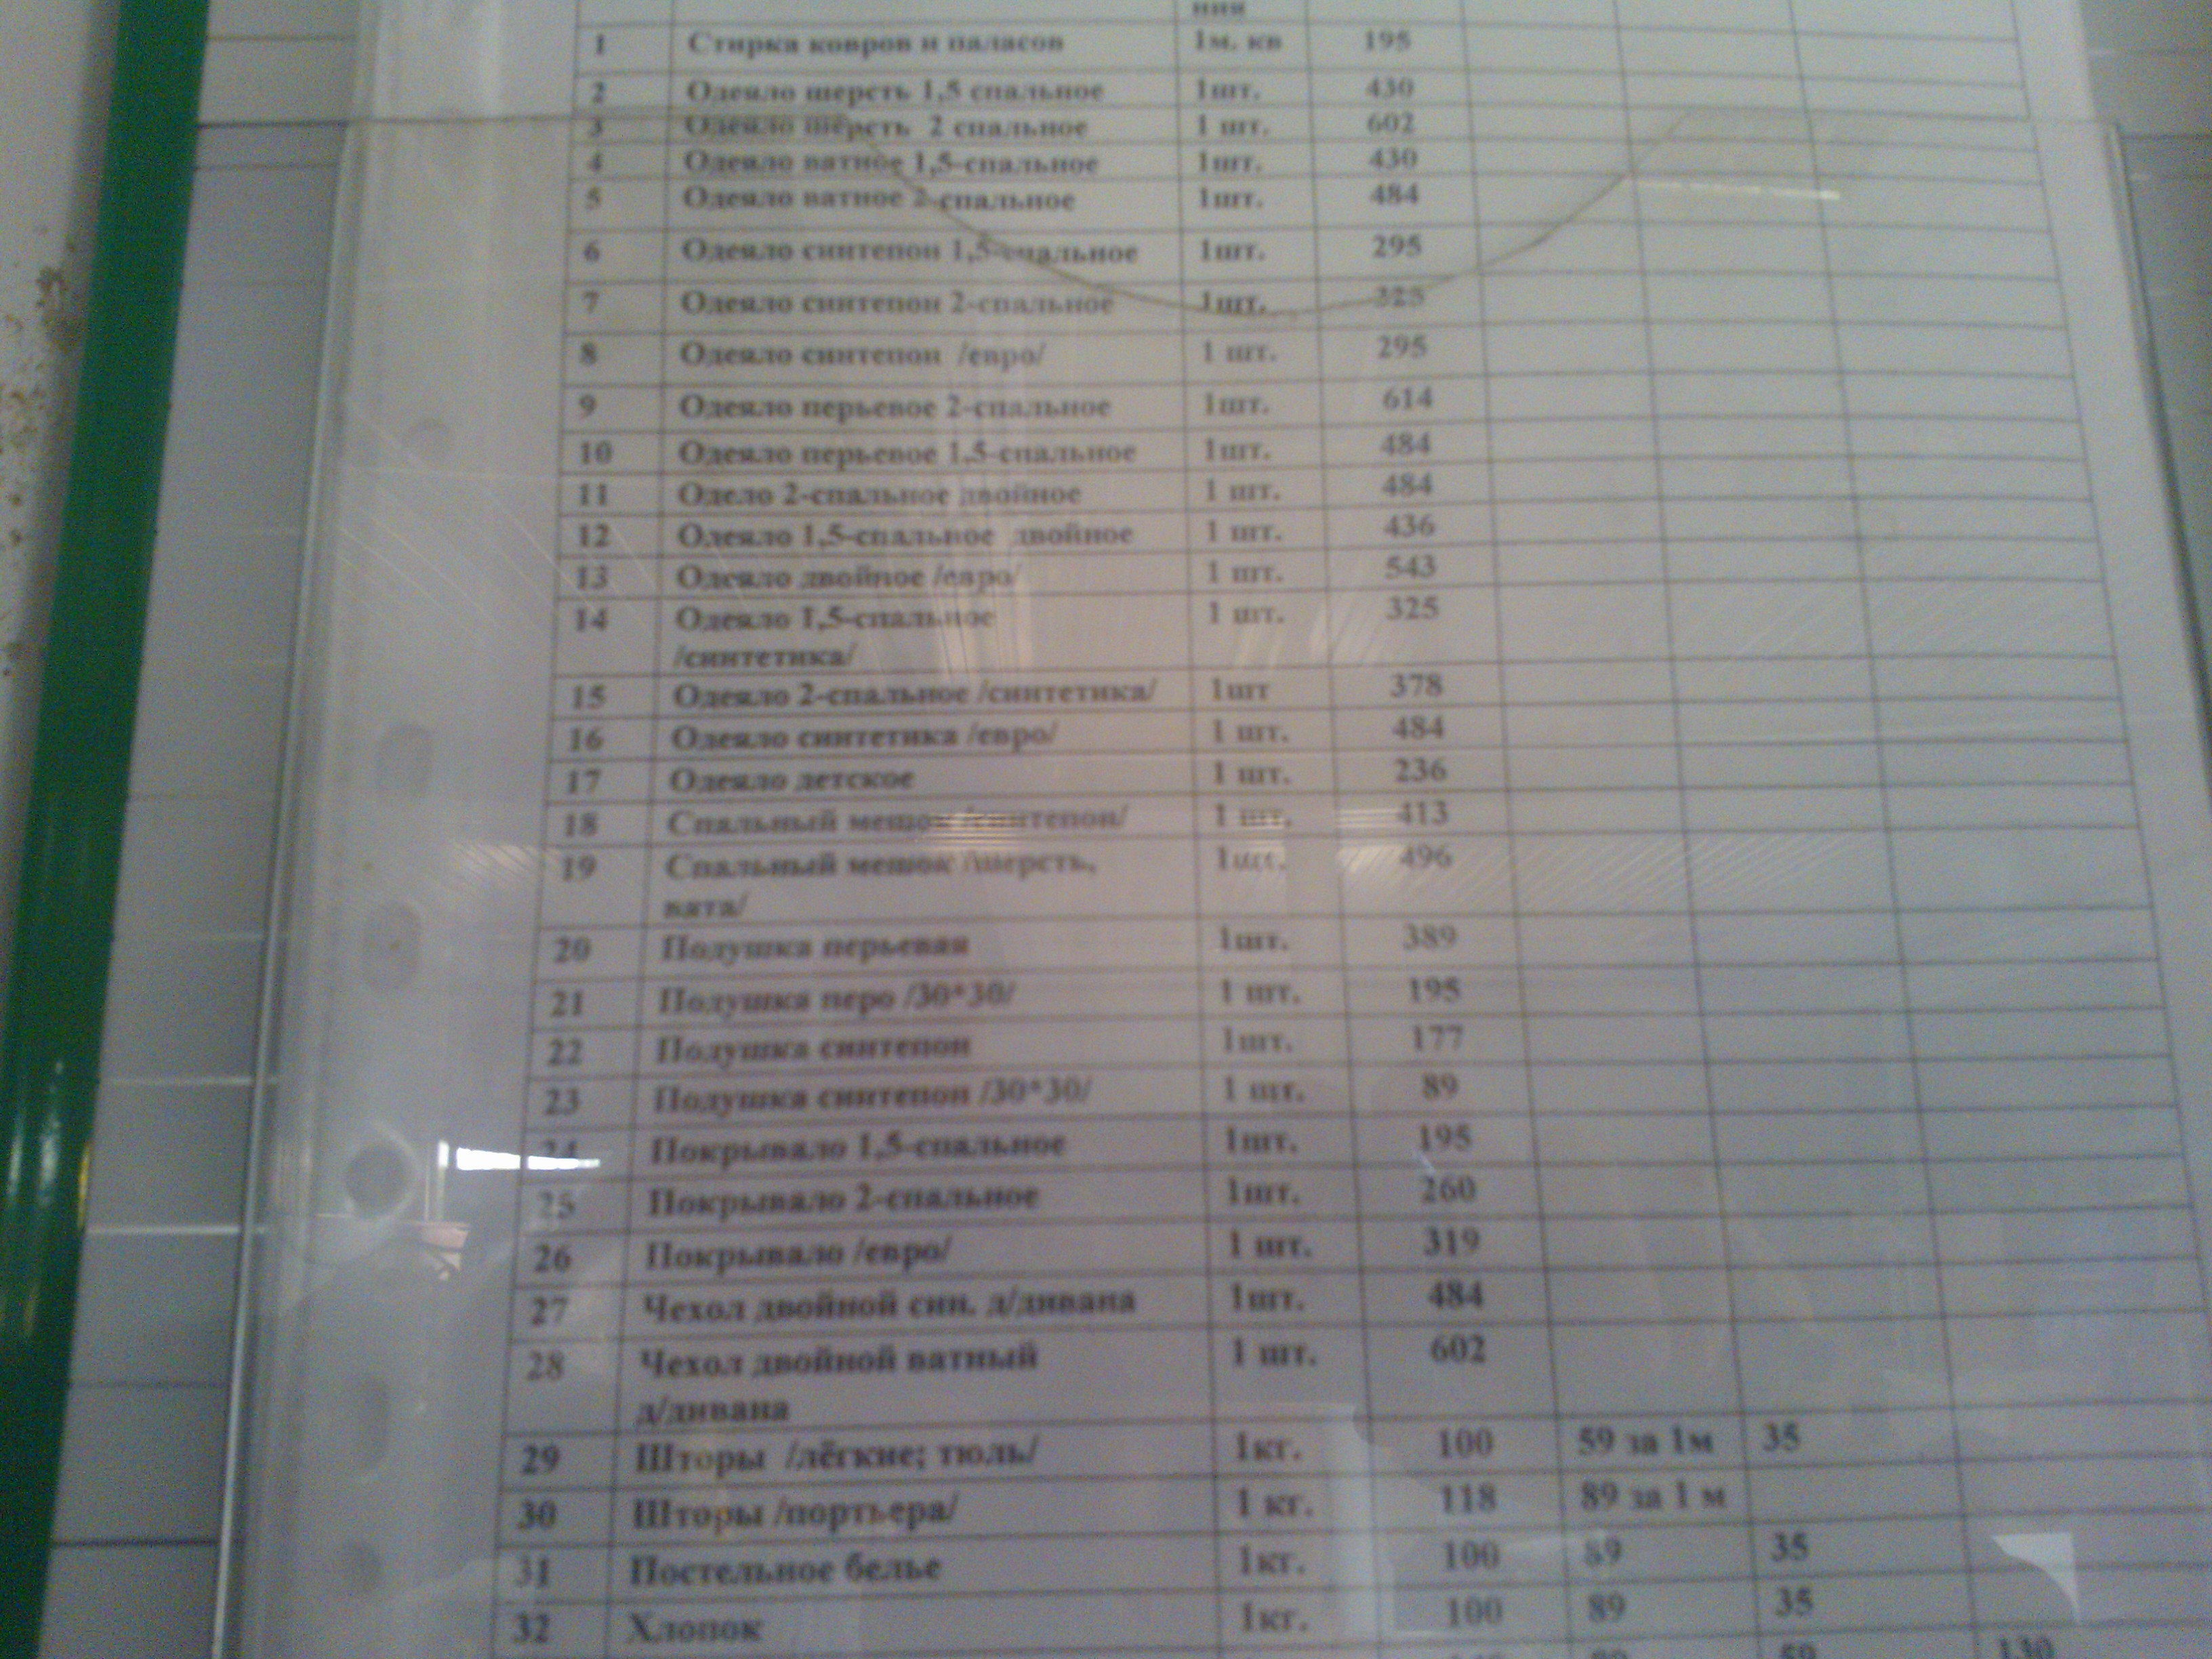 ния
1 Стирка ковров и паласов 1м. кв 195
2 Одеяло шерсть 1,5 спальное 1шт. 430
3 Одеяло шерсть 2 спальное 1 шт. 602
4 Одеяло ватное 1,5-спальное 1шт. 430
5 Одеяло ватное 2-спальное 1шт. 484
6 Одеяло синтепон 1,5-спальное 1шт. 295
7 Одеяло синтепон 2-спальное 1шт. 325
8 Одеяло синтепон /евро/ 1 шт. 295
9 Одеяло перьевое 2-спальное 1шт. 614
10 Одеяло перьевое 1,5-спальное 1шт. 484
11 Одело 2-спальное двойное 1 шт. 484
12 Одеяло 1,5-спальное двойное 1 шт. 436
13 Одеяло двойное /евро/ 1 шт. 543
14 Одеяло 1,5-спальное 1 шт. 325
/синтетика/
15 Одеяло 2-спальное /синтетика/ 1шт 378
16 Одеяло синтетика /евро/ 1 шт. 484
17 Одеяло детское 1 шт. 236
18 Спальный мешок /синтепон/ 1 шт. 413
19 Спальный мешок /шерсть, 1шт. 496
вата/
20 Подушка перьевая 1шт. 389
21 Подушка перо /30*30/ 1 шт. 195
22 Подушка синтепон 1шт. 177
23 Подушка синтепон /30*30/ 1 шт. 89
24 Покрывало 1,5-спальное 1шт. 195
25 Покрывало 2-спальное 1шт. 260
26 Покрывало /евро/ 1 шт. 319
27 Чехол двойной син. д/дивана 1шт. 484
28 Чехол двойной ватный 1 шт. 602
д/дивана
29 Шторы /лёгкие; тюль/ 1кг. 100 59 за 1м 35
30 Шторы /портьера/ 1 кг. 118 89 за 1 м
31 Постельное белье 1кг. 100 89 35
32 Хлопок 1кг. 100 89 35
59 130